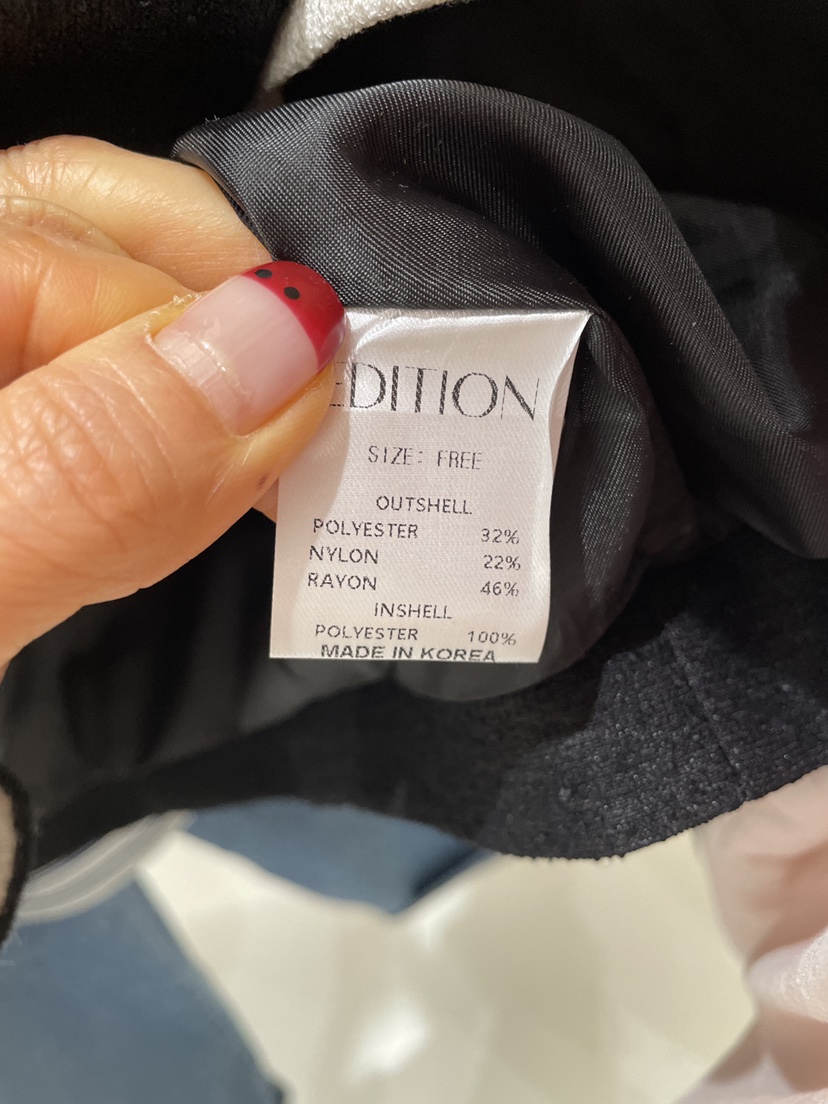 EDITION
SIZE: FREE
OUTSHELL
POLYESTER 32%
NYLON 22%
RAYON 46%
INSHELL
POLYESTER 100%
MADE IN KOREA